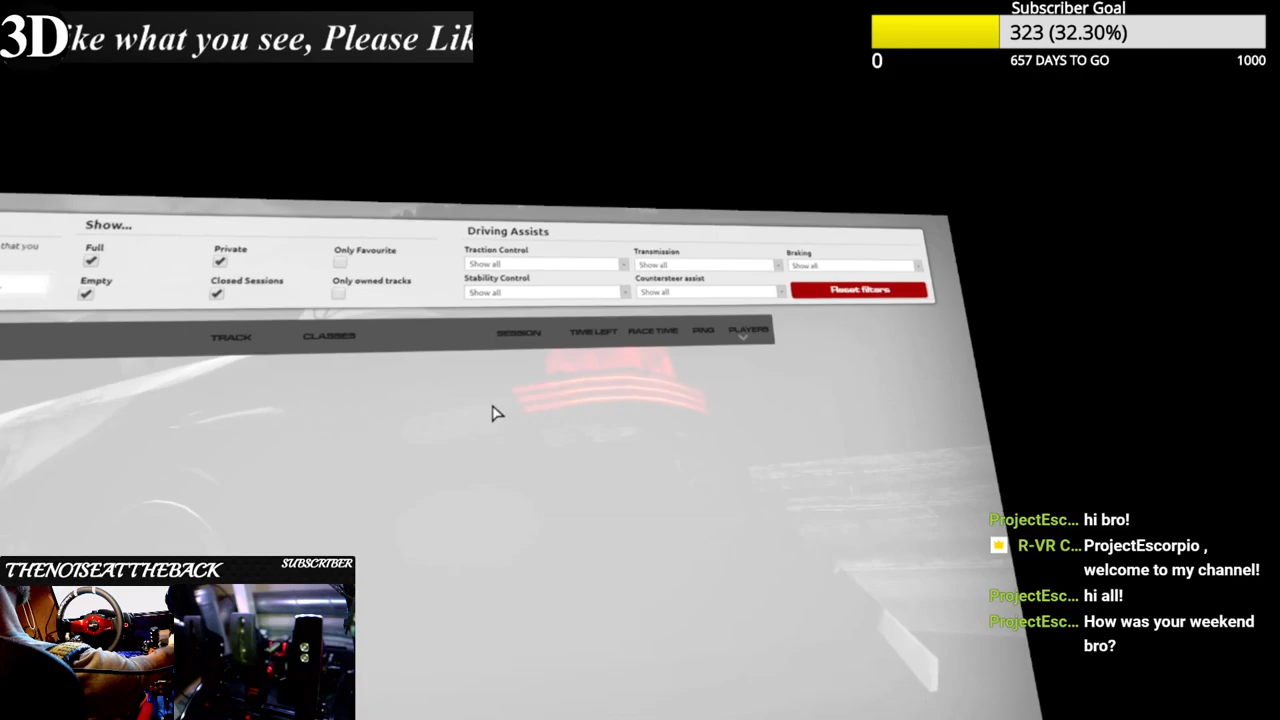 3D
ike what you see, Please Lik
Subscriber Goal
323 (32.30%)
0
657 DAYS TO GO
1000
that you
Show...
Full
Private
Only Favourite
Empty
Closed Sessions
Only owned tracks
Driving Assists
Traction Control
Transmission
Braking
Show all
Show all
Show all
Stability Control
Countersteer assist
Show all
Show all
Reset filters
TRACK
CLASSES
SESSION
TIME LEFT
RACE TIME
PING
PLAYERS
ProjectEsc... hi bro!
R-VR C... ProjectEscorpio ,
welcome to my channel!
ProjectEsc... hi all!
ProjectEsc... How was your weekend
bro?
THENOISEATTHEBACK
SUBSCRIBER